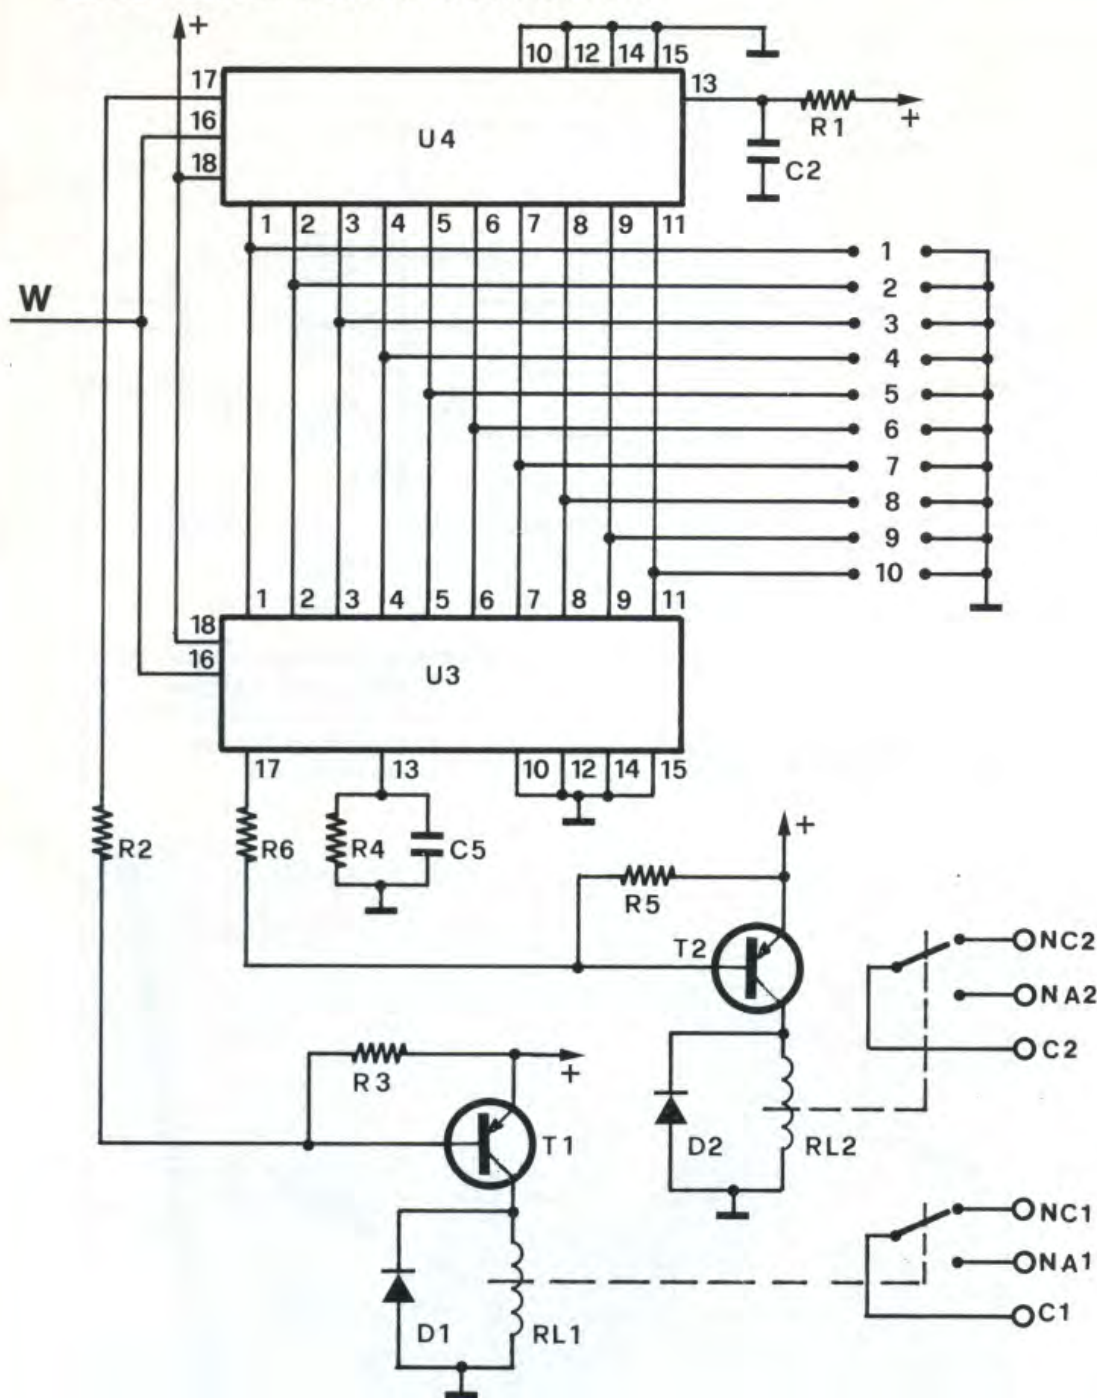 +
10 12 14 15
17
13
16
U4
R1
+
18
C2
1 2 3 4 5 6 7 8 9 11
1
W
2
3
4
5
6
7
8
9
10
1 2 3 4 5 6 7 8 9 11
18
16
U3
17 13 10 12 14 15
+
R2 R6 R4 C5
R5
T2
NC2
NA2
R3
+
C2
T1
D2 RL2
NC1
NA1
D1 RL1
C1